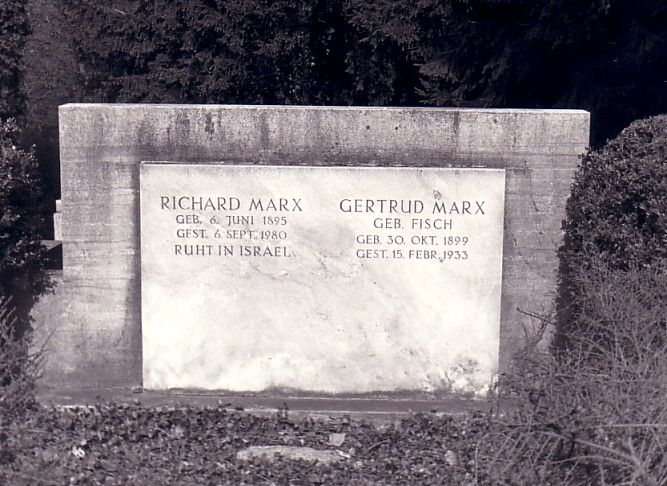 RICHARD MARX
GEB. 6. JUNI 1895
GEST. 6. SEPT. 1980
RUHT IN ISRAEL
GERTRUD MARX
GEB. FISCH
GEB. 30. OKT. 1899
GEST. 15. FEBR. 1933